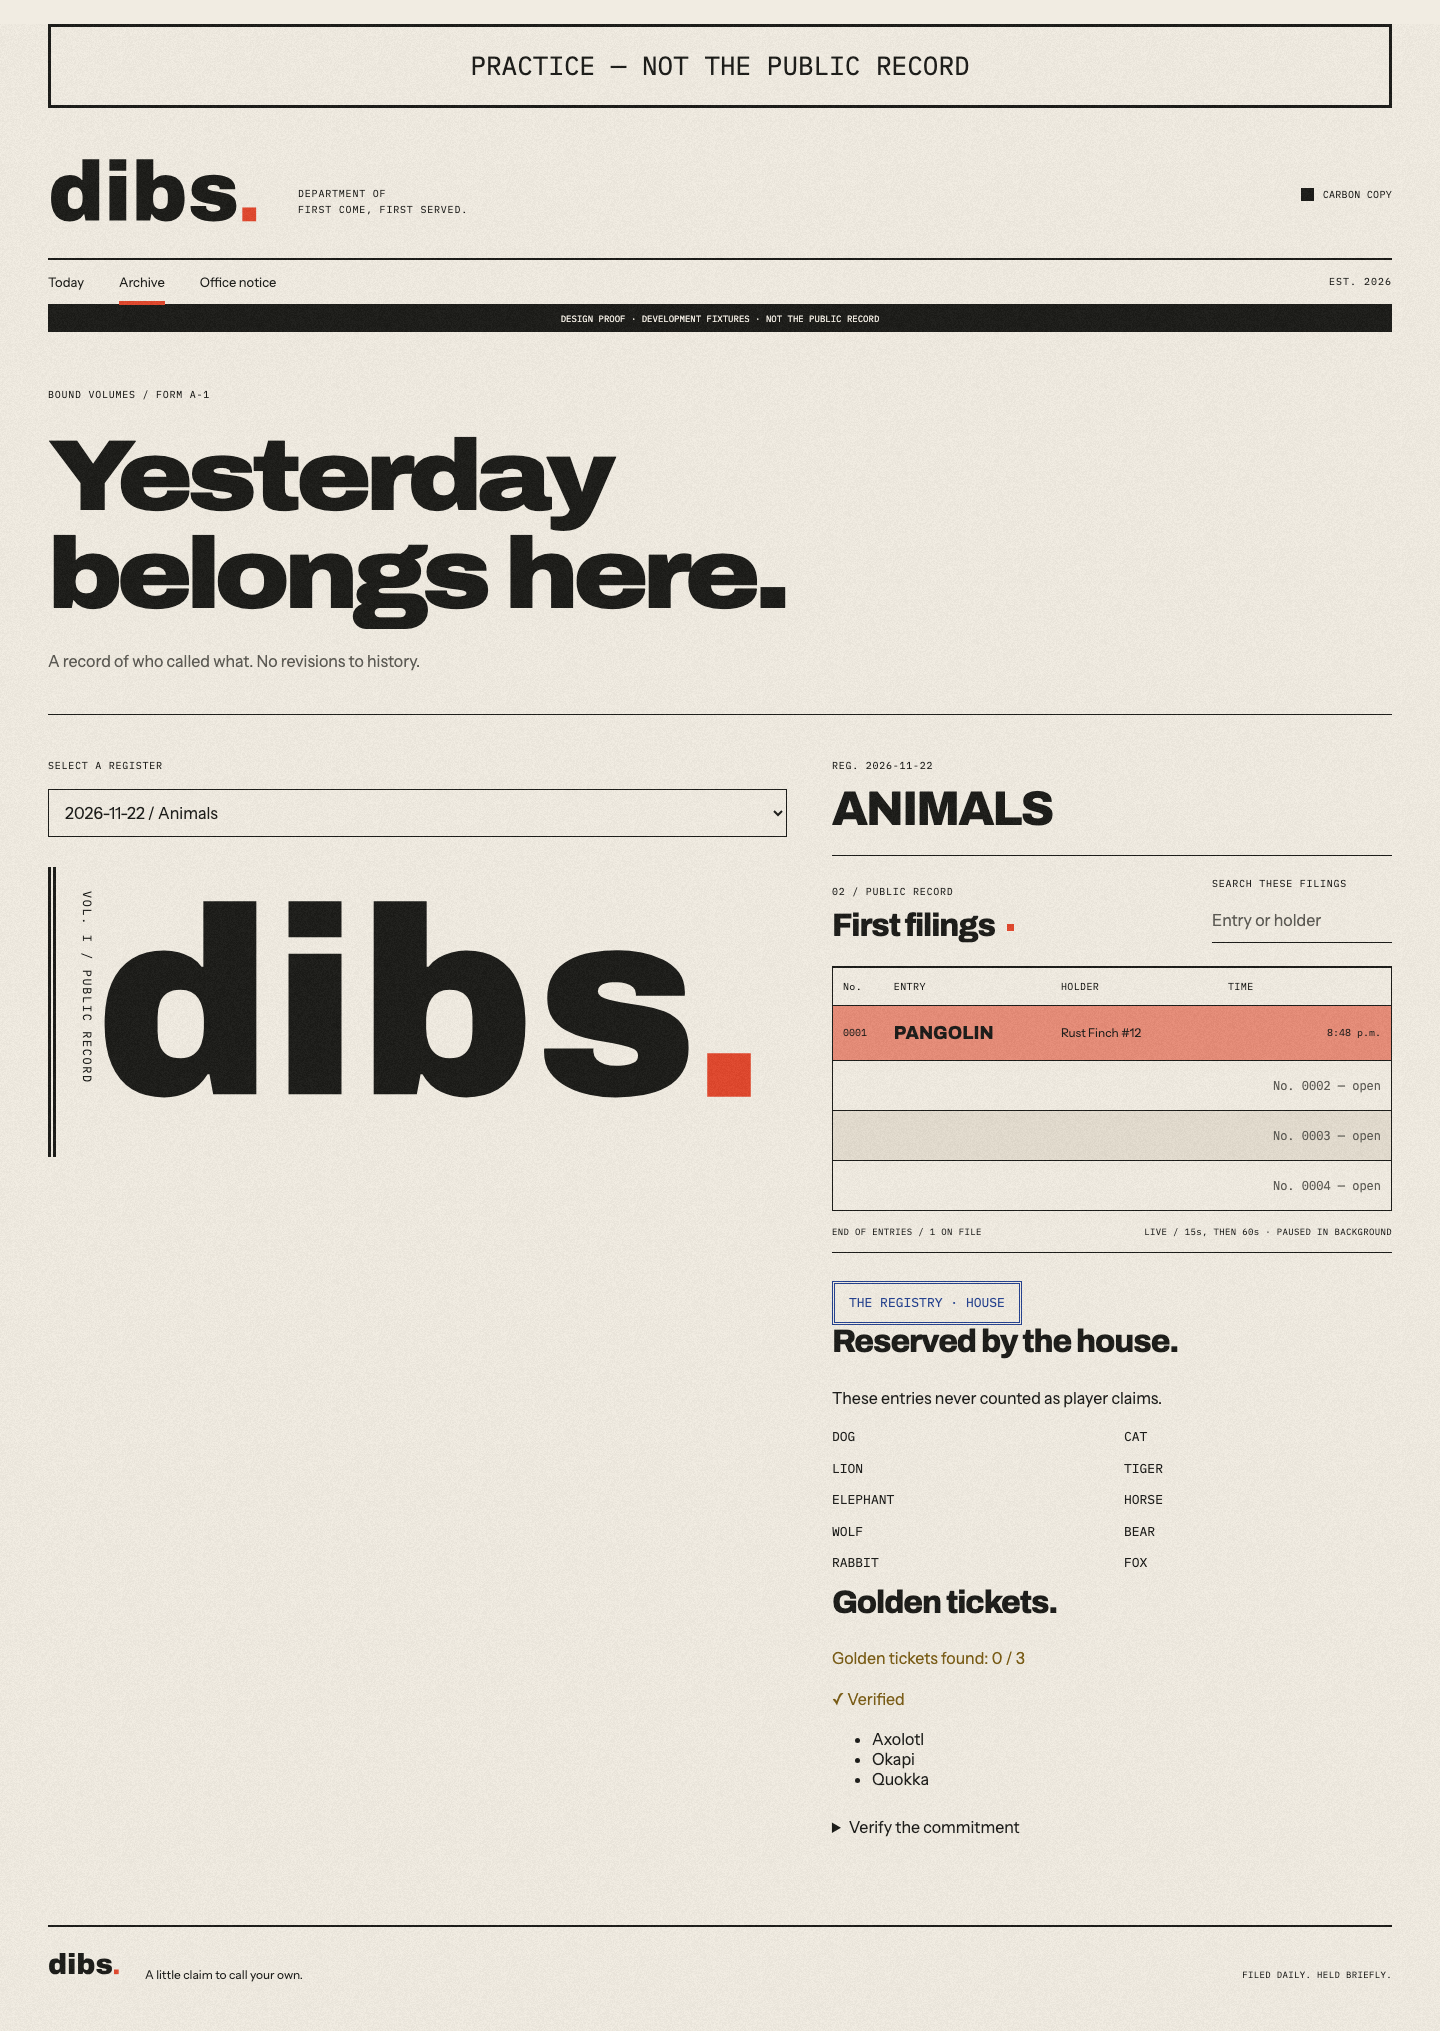 PRACTICE — NOT THE PUBLIC RECORD
dibs.
DEPARTMENT OF
FIRST COME, FIRST SERVED.
CARBON COPY
Today Archive Office notice
EST. 2026
DESIGN PROOF · DEVELOPMENT FIXTURES · NOT THE PUBLIC RECORD
BOUND VOLUMES / FORM A-1
Yesterday
belongs here.
A record of who called what. No revisions to history.
SELECT A REGISTER
2026-11-22 / Animals
VOL. I / PUBLIC RECORD
dibs.
REG. 2026-11-22
ANIMALS
02 / PUBLIC RECORD
First filings
SEARCH THESE FILINGS
Entry or holder
No. ENTRY HOLDER TIME
0001 PANGOLIN Rust Finch #12 8:48 p.m.
No. 0002 — open
No. 0003 — open
No. 0004 — open
END OF ENTRIES / 1 ON FILE
LIVE / 15s, THEN 60s · PAUSED IN BACKGROUND
THE REGISTRY · HOUSE
Reserved by the house.
These entries never counted as player claims.
DOG CAT
LION TIGER
ELEPHANT HORSE
WOLF BEAR
RABBIT FOX
Golden tickets.
Golden tickets found: 0 / 3
✓ Verified
• Axolotl
• Okapi
• Quokka
▶ Verify the commitment
dibs.
A little claim to call your own.
FILED DAILY. HELD BRIEFLY.